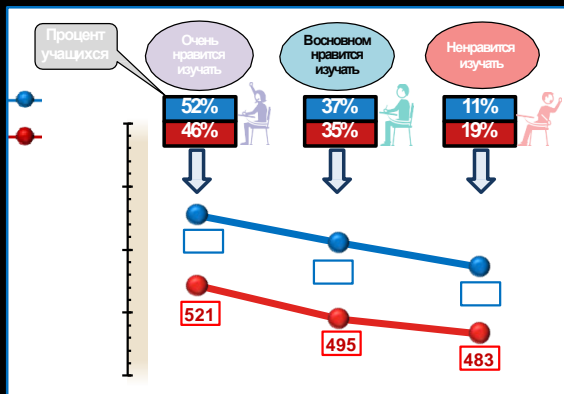 Процент
учащихся
Очень
нравится
изучать
Восновном
нравится
изучать
Ненравится
изучать
52%
37%
11%
46%
35%
19%
521
495
483